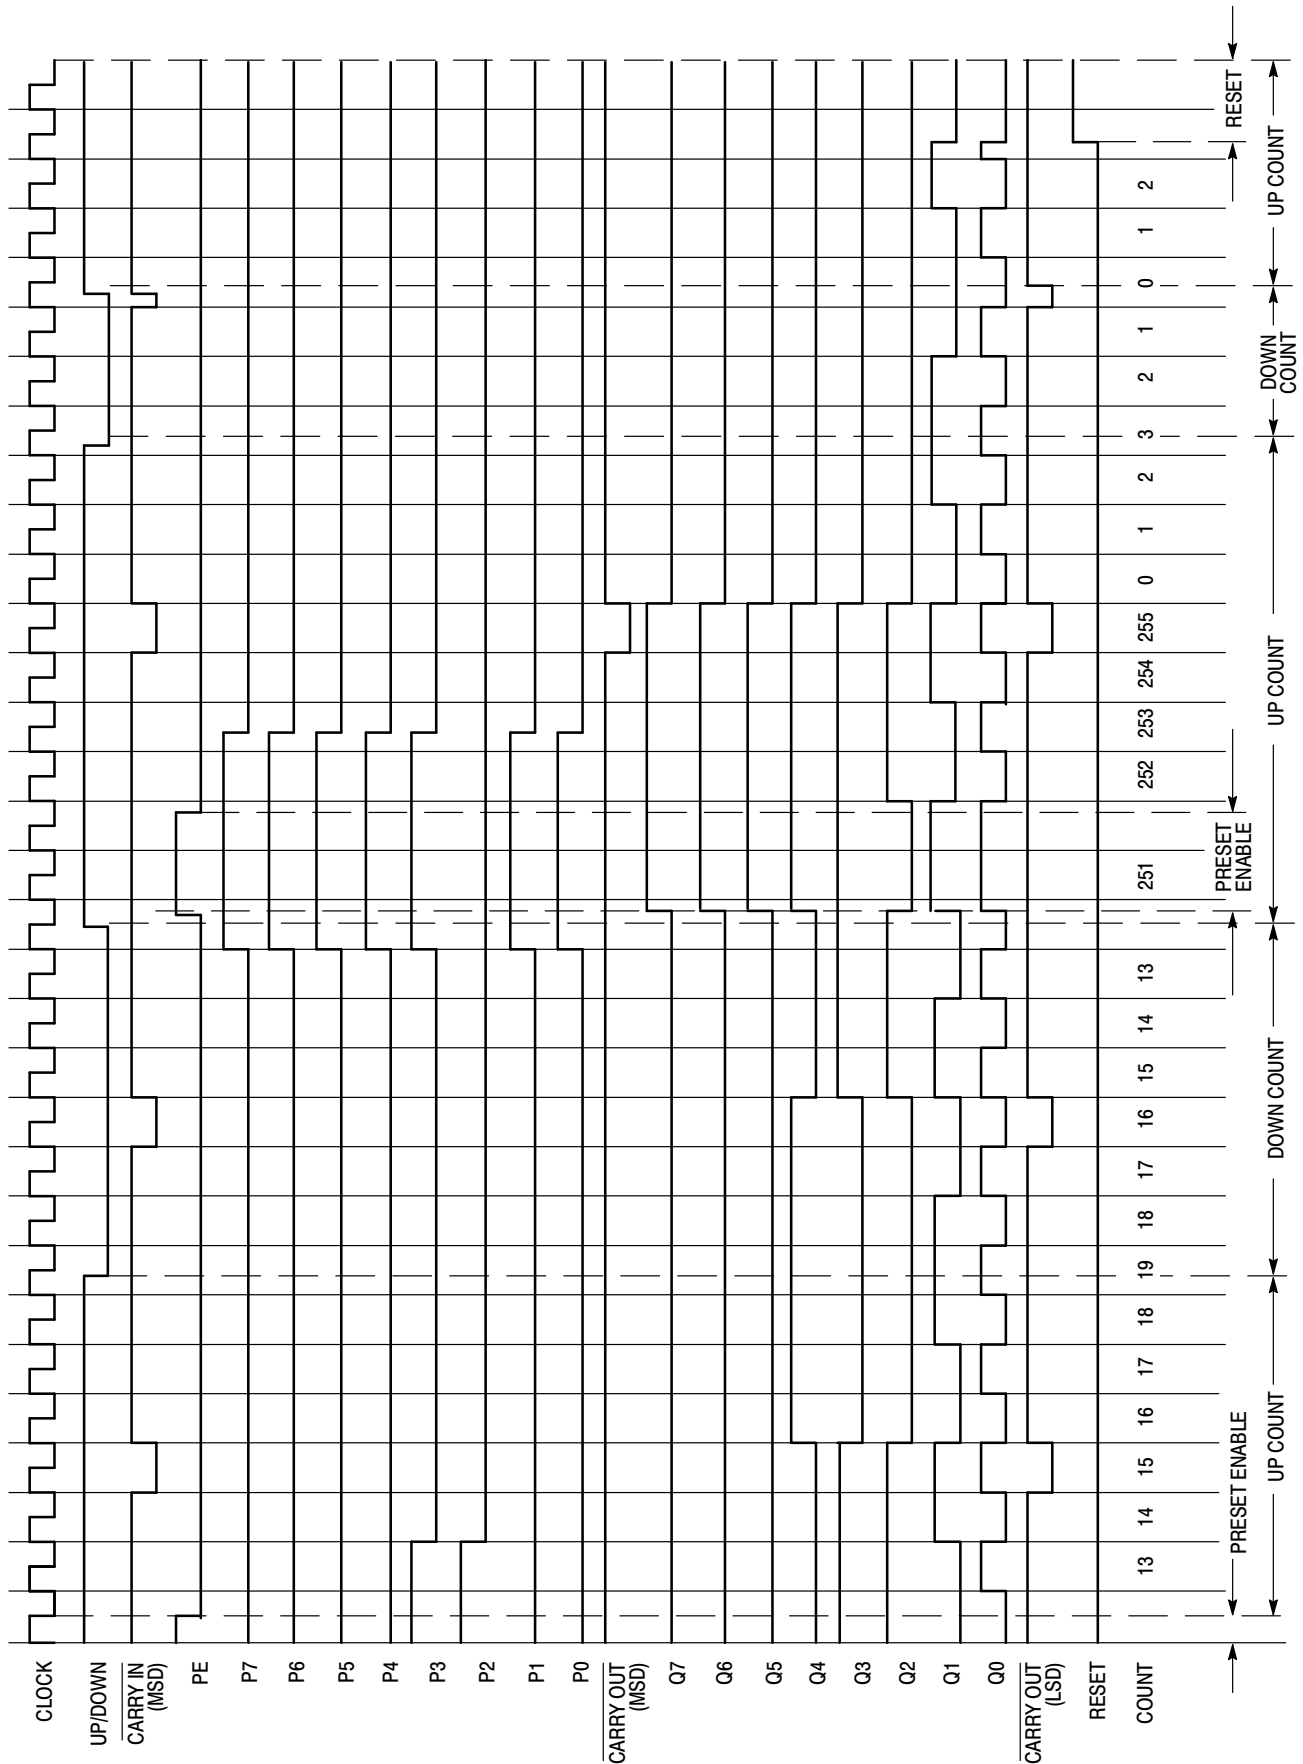 CLOCK
UP/DOWN
CARRY IN
(MSD)
PE
P7
P6
P5
P4
P3
P2
P1
P0
CARRY OUT
(MSD)
Q7
Q6
Q5
Q4
Q3
Q2
Q1
Q0
CARRY OUT
(LSD)
RESET
COUNT
13 14 15 16 17 18 19 18 17 16 15 14 13 251 252 253 254 255 0 1 2 3 2 1 0 1 2
PRESET ENABLE
PRESET
ENABLE
RESET
UP COUNT
DOWN COUNT
UP COUNT
DOWN
COUNT
UP COUNT